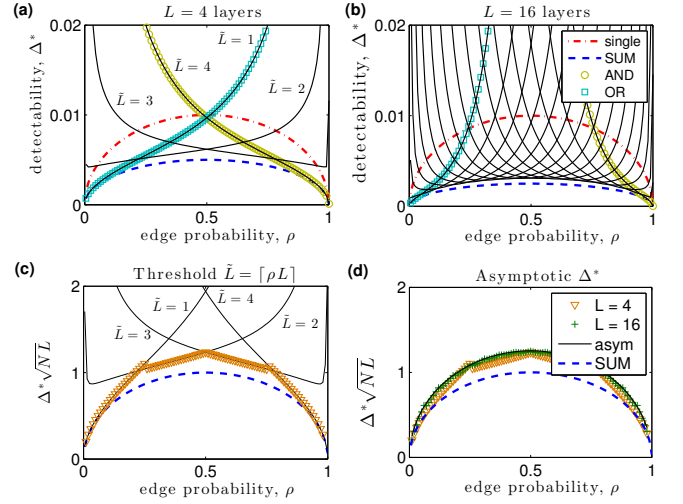 (a)
L = 4 layers
detectability, Δ*
0.02
0.01
0
L̃ = 1
L̃ = 4
L̃ = 3
L̃ = 2
0
0.5
1
edge probability, ρ
(b)
L = 16 layers
detectability, Δ*
0.02
0.01
0
single
SUM
AND
OR
0
0.5
1
edge probability, ρ
(c)
Threshold L̃ = ⌈ρL⌉
Δ*√NL
2
1
0
L̃ = 1
L̃ = 4
L̃ = 3
L̃ = 2
0
0.5
1
edge probability, ρ
(d)
Asymptotic Δ*
Δ*√NL
2
1
0
L = 4
L = 16
asym
SUM
0
0.5
1
edge probability, ρ